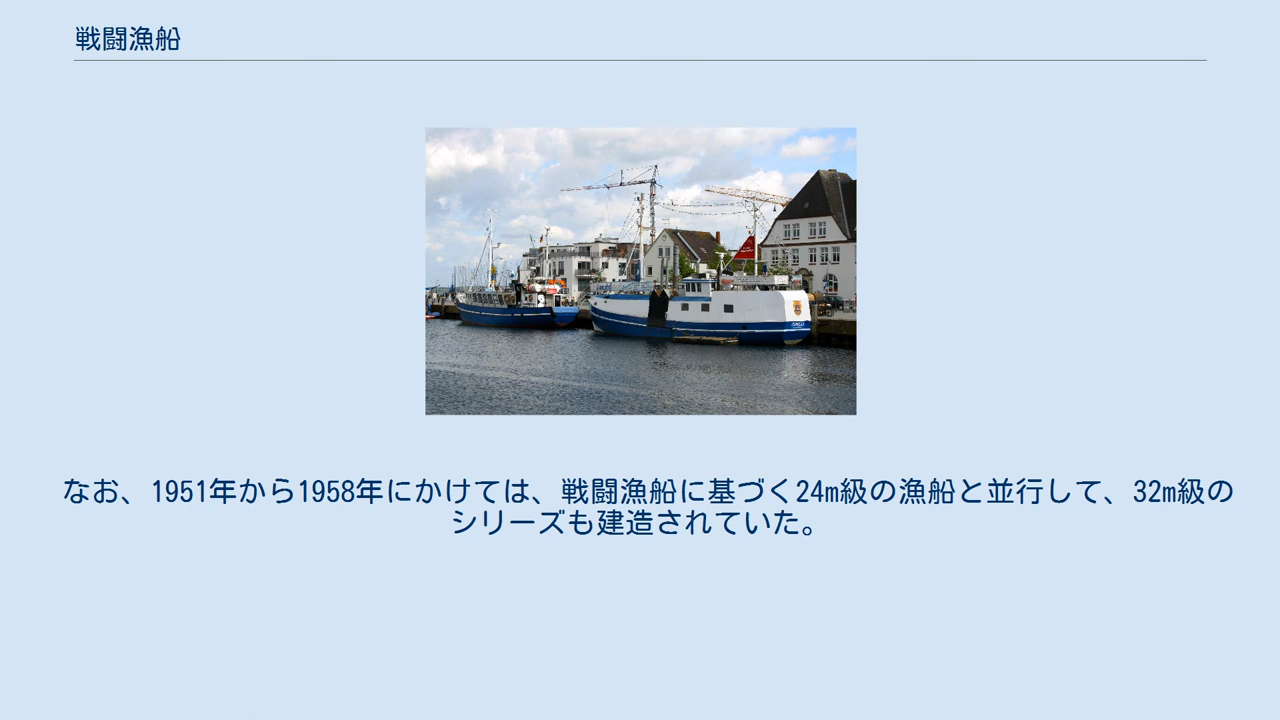 戦闘漁船
なお、1951年から1958年にかけては、戦闘漁船に基づく24m級の漁船と並行して、32m級の
シリーズも建造されていた。